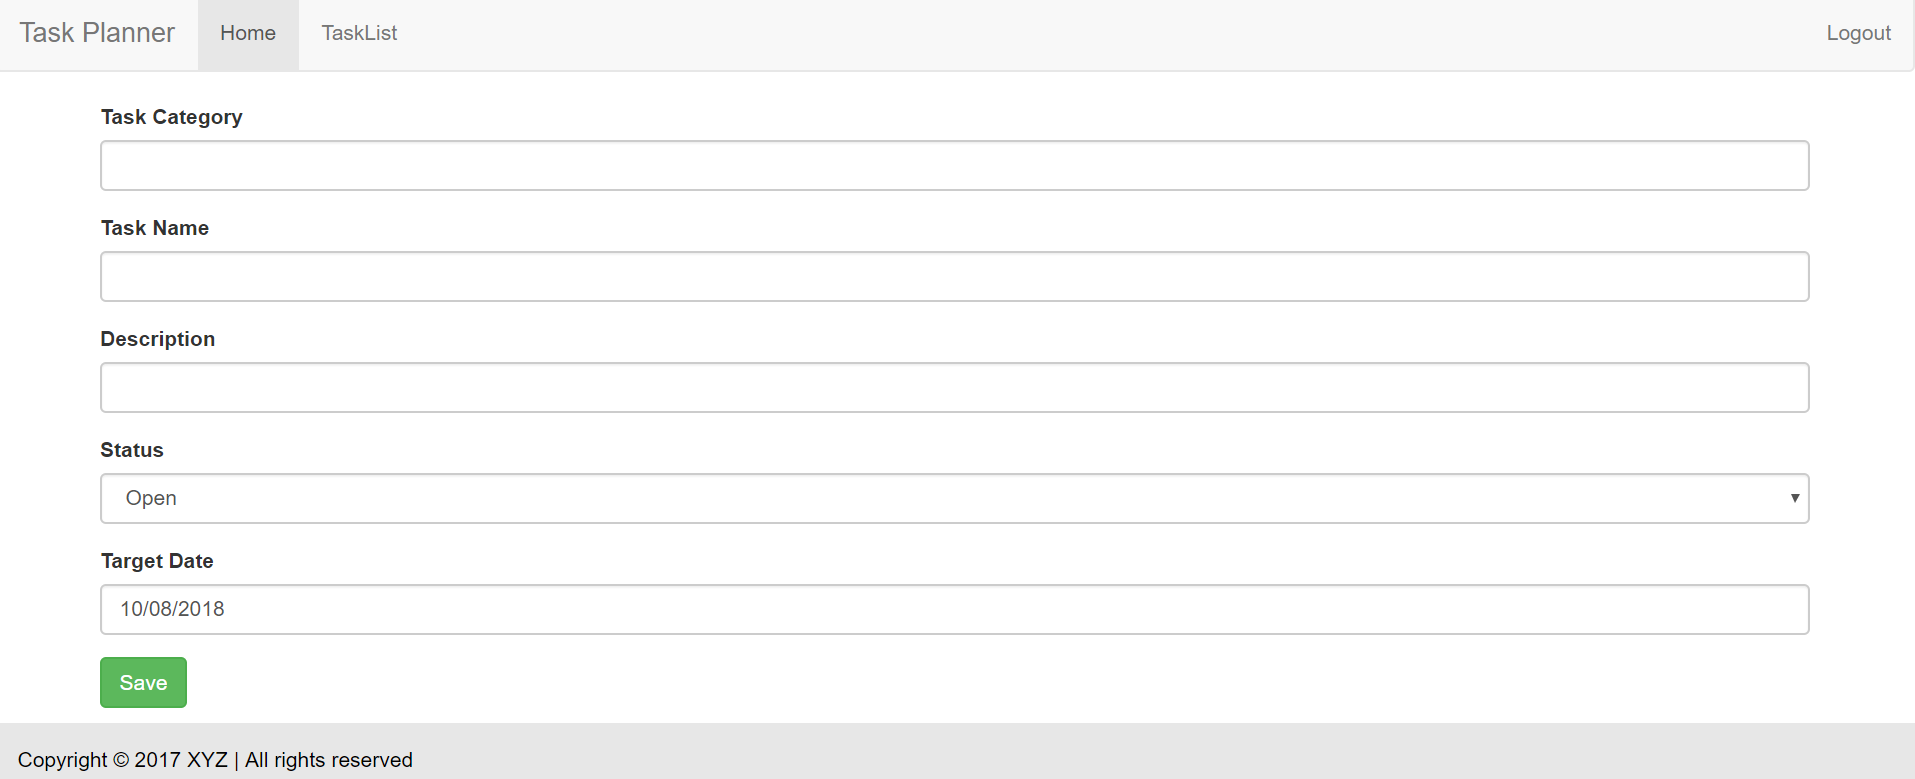 Task Planner Home TaskList Logout
Task Category
Task Name
Description
Status
Open
Target Date
10/08/2018
Save
Copyright © 2017 XYZ | All rights reserved